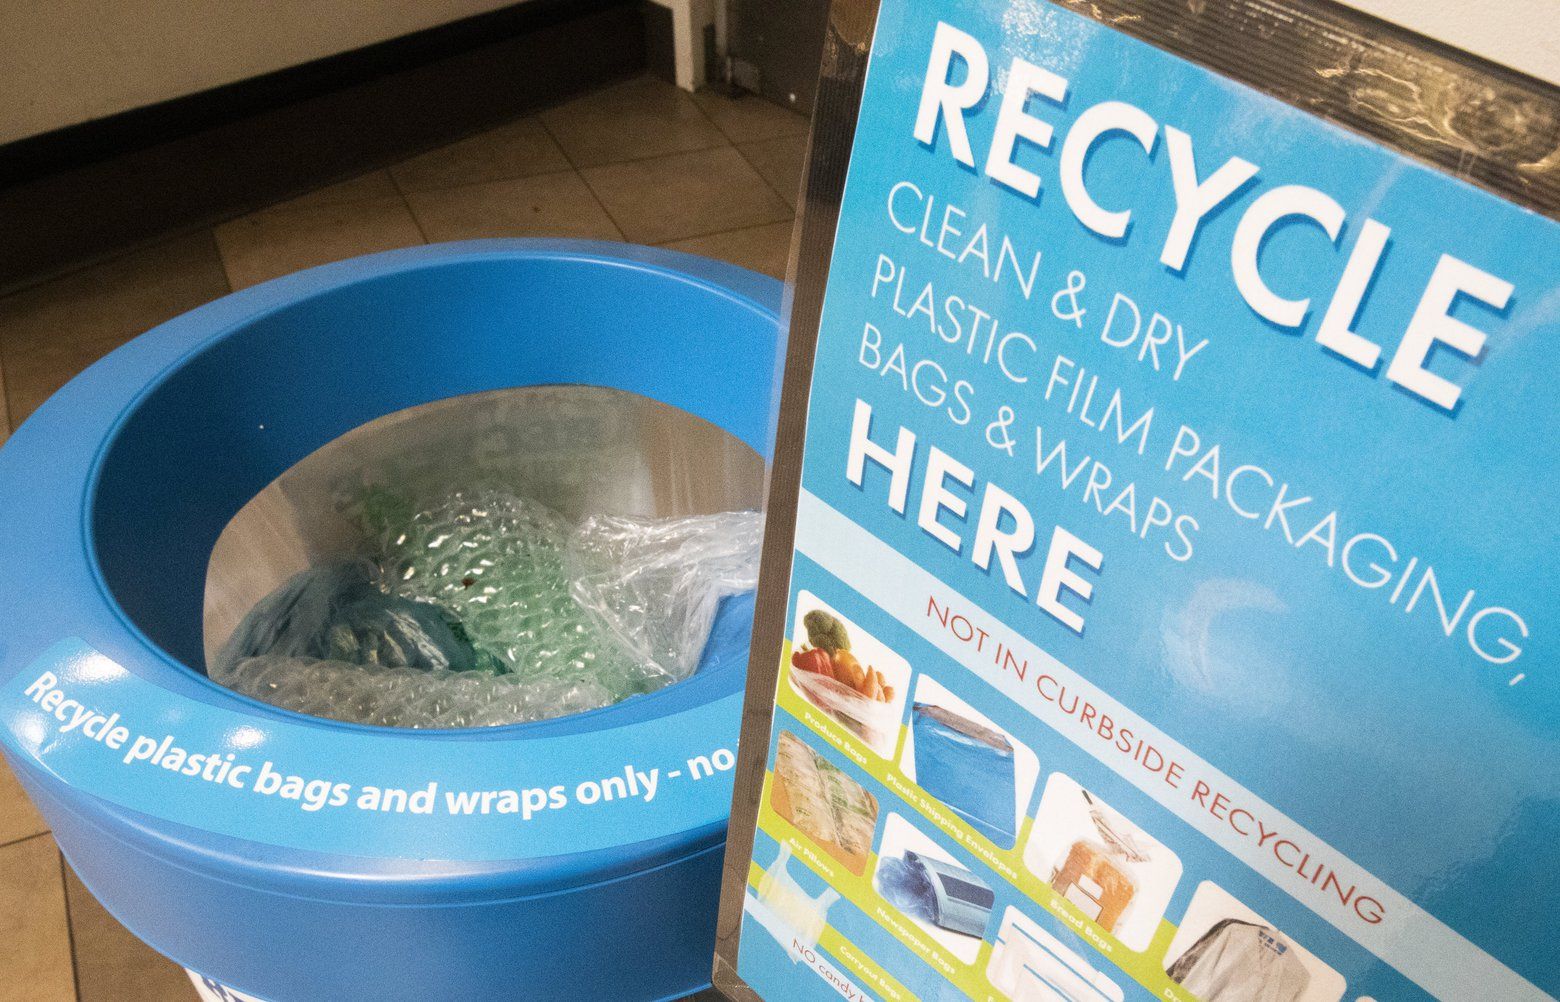 RECYCLE
CLEAN & DRY
PLASTIC FILM PACKAGING,
BAGS & WRAPS
HERE
NOT IN CURBSIDE RECYCLING
Produce Bags
Plastic Shipping Envelopes
Bread Bags
Air Pillows
Newspaper Bags
Carryout Bags
NO candy
Recycle plastic bags and wraps only - no